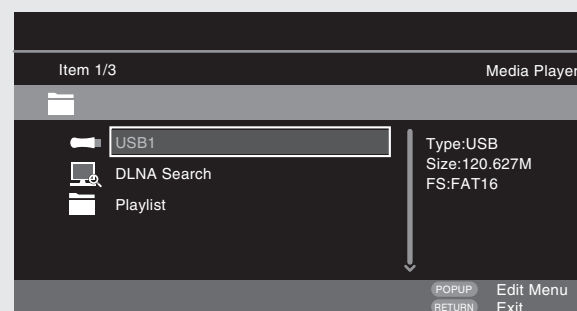 Item 1/3 Media Player
USB1
DLNA Search
Playlist
Type:USB
Size:120.627M
FS:FAT16
POPUP Edit Menu
RETURN Exit